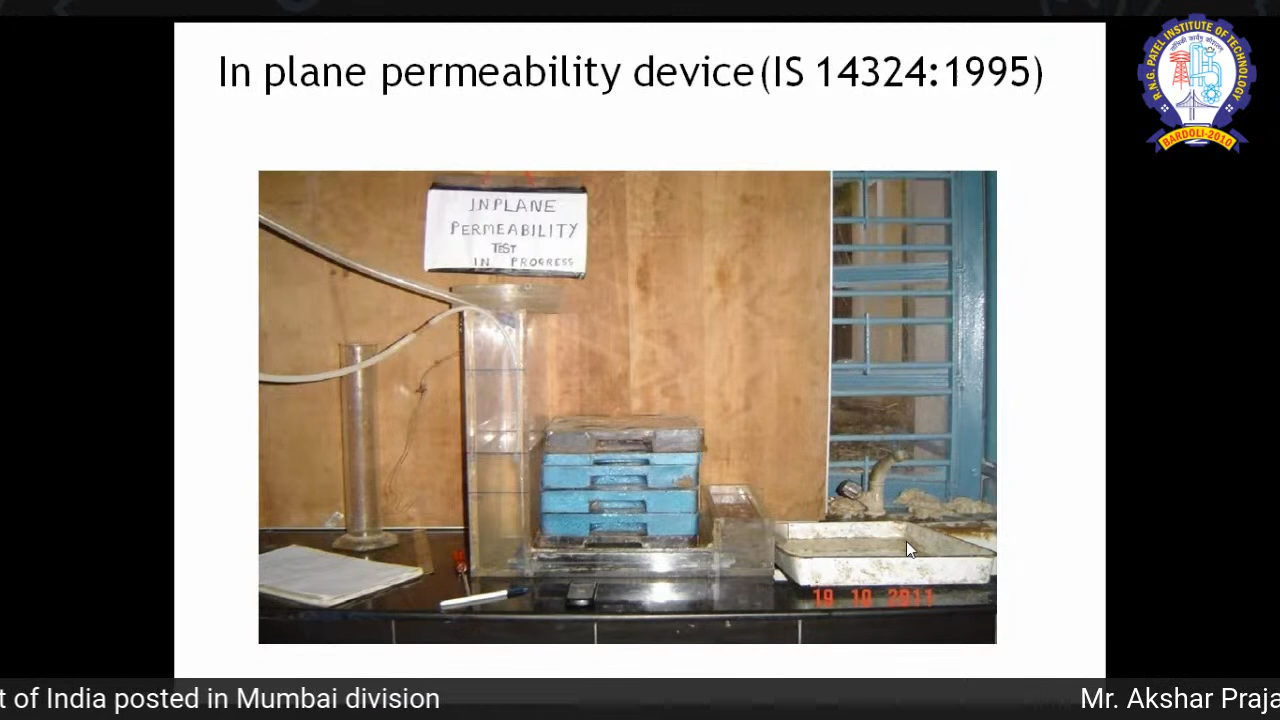 In plane permeability device(IS 14324:1995)
R.N.G. PATEL INSTITUTE OF TECHNOLOGY
BARDOLI-2010
INPLANE
PERMEABILITY
TEST
IN PROGRESS
19 10 2011
t of India posted in Mumbai division
Mr. Akshar Praja